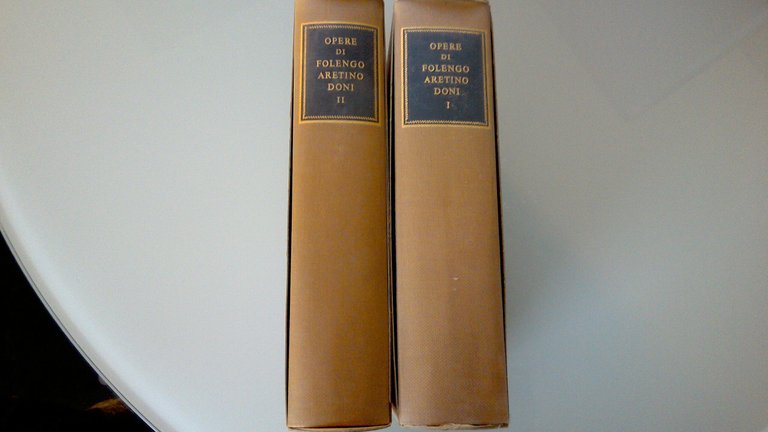 OPERE
DI
FOLENGO
ARETINO
DONI
II
OPERE
DI
FOLENGO
ARETINO
DONI
I